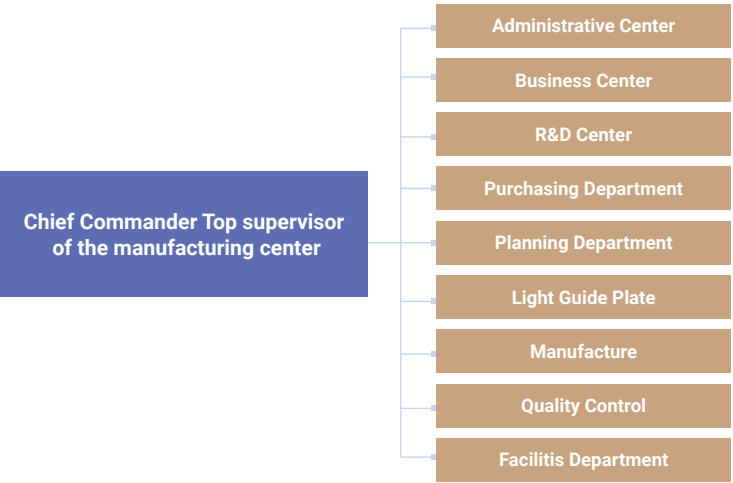 Administrative Center
Business Center
R&D Center
Purchasing Department
Chief Commander Top supervisor
of the manufacturing center
Planning Department
Light Guide Plate
Manufacture
Quality Control
Facilitis Department